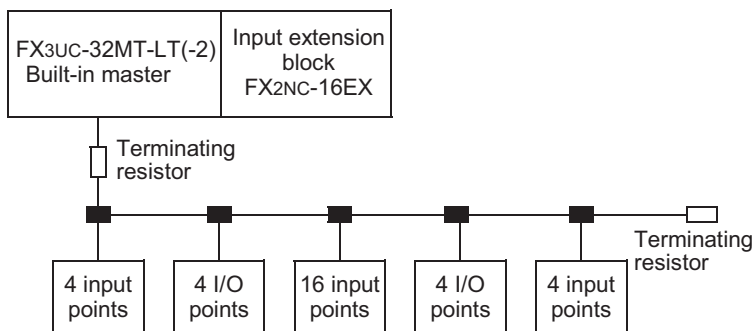 FX3UC-32MT-LT(-2)
Built-in master
Input extension
block
FX2NC-16EX
Terminating
resistor
Terminating
resistor
4 input
points
4 I/O
points
16 input
points
4 I/O
points
4 input
points